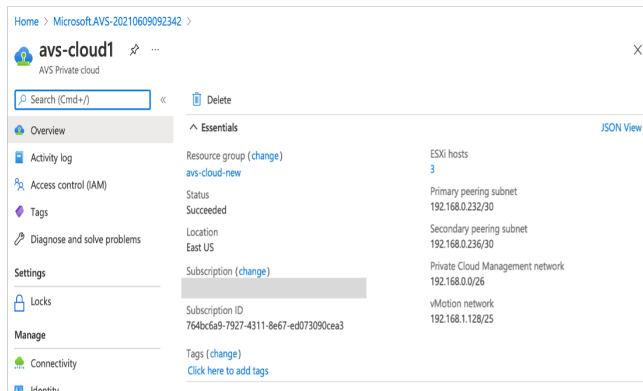 Home > Microsoft.AVS-20210609092342 >
avs-cloud1 ...
AVS Private cloud
Search (Cmd+/)
«
Overview
Activity log
Access control (IAM)
Tags
Diagnose and solve problems
Settings
Locks
Manage
Connectivity
Identity
Delete
Essentials
JSON View
Resource group (change)
avs-cloud-new
Status
Succeeded
Location
East US
Subscription (change)
Subscription ID
764bc6a9-7927-4311-8e67-ed073090cea3
Tags (change)
Click here to add tags
ESXi hosts
3
Primary peering subnet
192.168.0.232/30
Secondary peering subnet
192.168.0.236/30
Private Cloud Management network
192.168.0.0/26
vMotion network
192.168.1.128/25